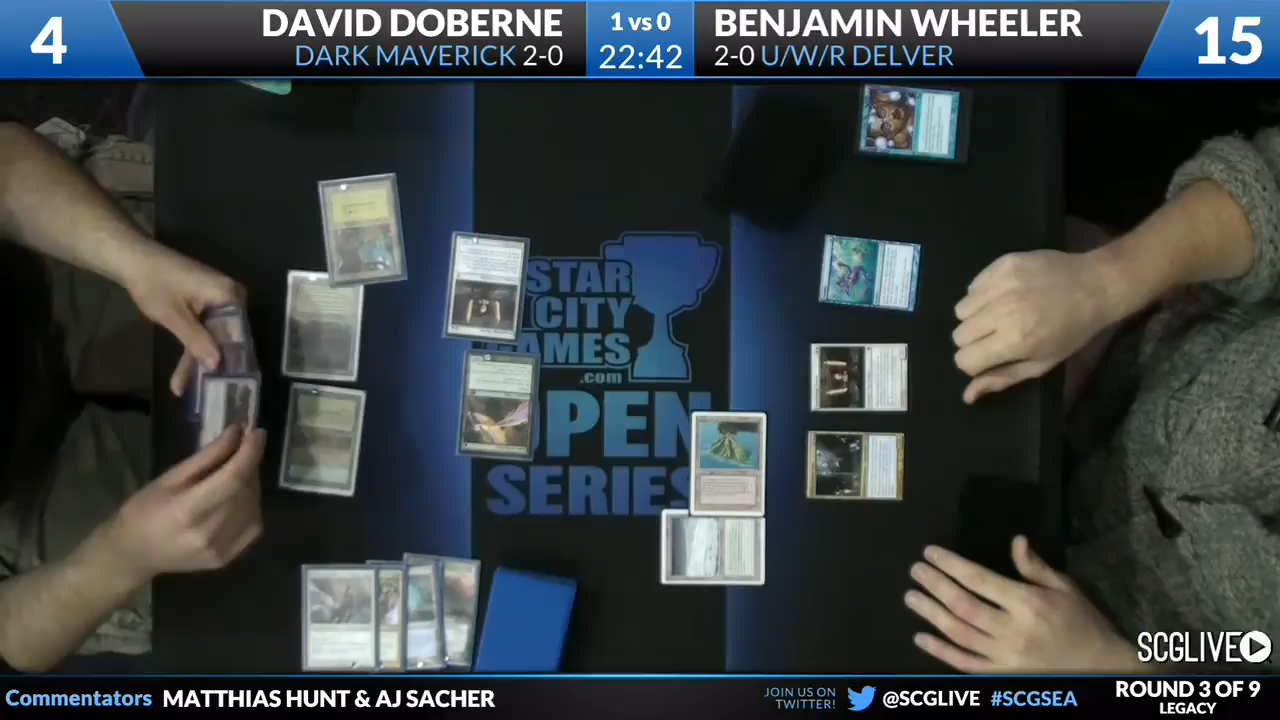 4
DAVID DOBERNE
DARK MAVERICK 2-0
1 vs 0
22:42
BENJAMIN WHEELER
2-0 U/W/R DELVER
15
STAR
CITY
GAMES
.com
OPEN
SERIES
SCGLIVE
Commentators MATTHIAS HUNT & AJ SACHER
JOIN US ON
TWITTER!
@SCGLIVE #SCGSEA
ROUND 3 OF 9
LEGACY